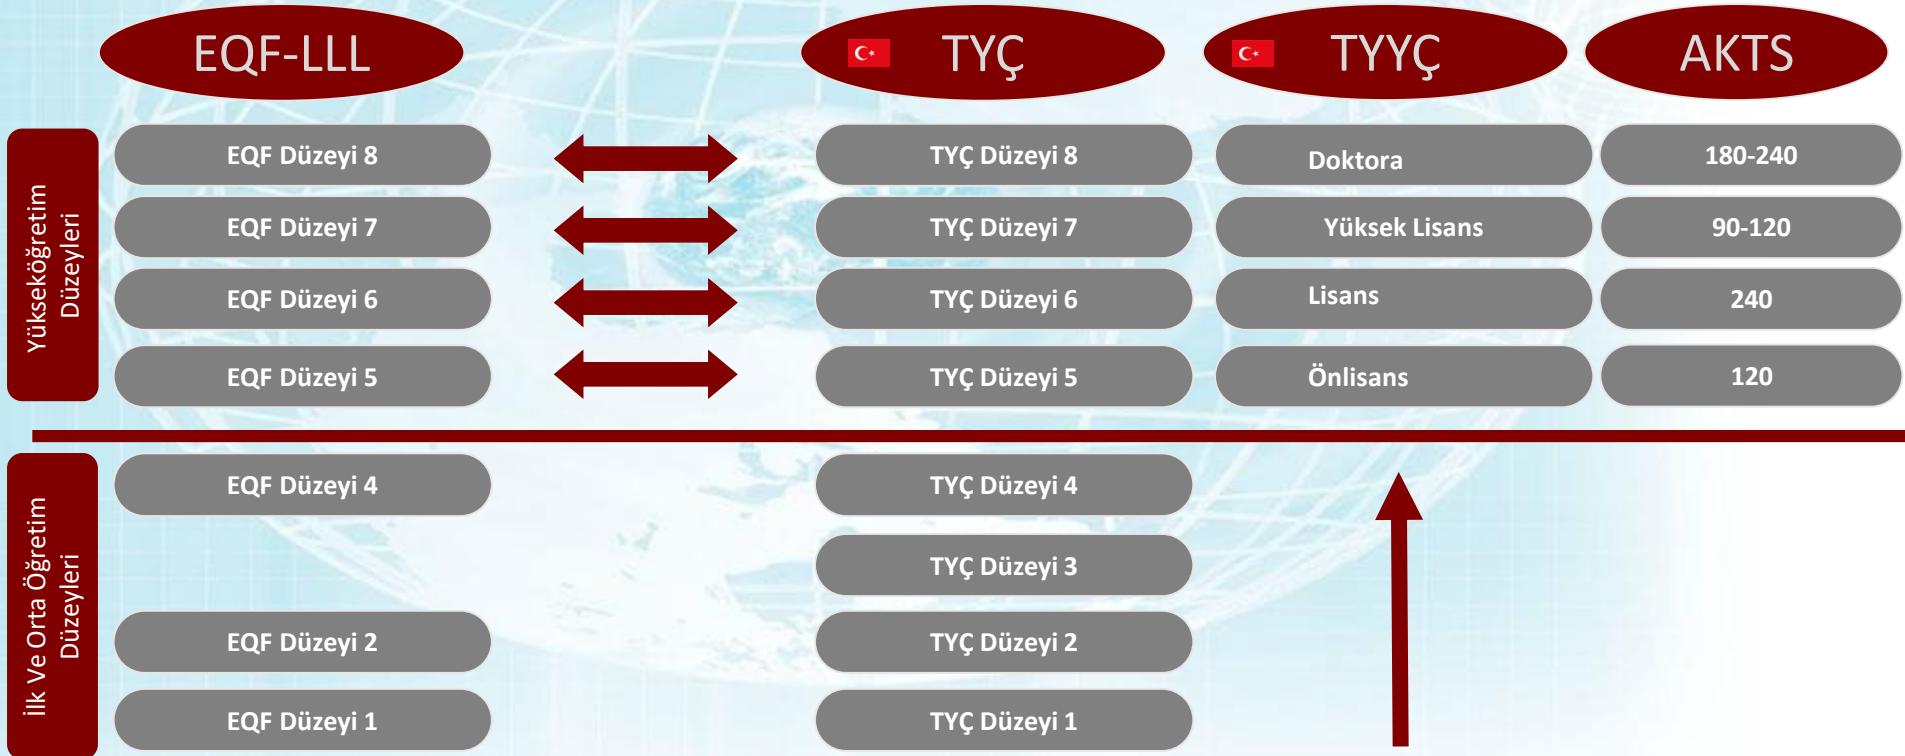 EQF-LLL
TYÇ
TYYÇ
AKTS
Yükseköğretim
Düzeyleri
EQF Düzeyi 8
TYÇ Düzeyi 8
Doktora
180-240
EQF Düzeyi 7
TYÇ Düzeyi 7
Yüksek Lisans
90-120
EQF Düzeyi 6
TYÇ Düzeyi 6
Lisans
240
EQF Düzeyi 5
TYÇ Düzeyi 5
Önlisans
120
İlk Ve Orta Öğretim
Düzeyleri
EQF Düzeyi 4
TYÇ Düzeyi 4
TYÇ Düzeyi 3
EQF Düzeyi 2
TYÇ Düzeyi 2
EQF Düzeyi 1
TYÇ Düzeyi 1